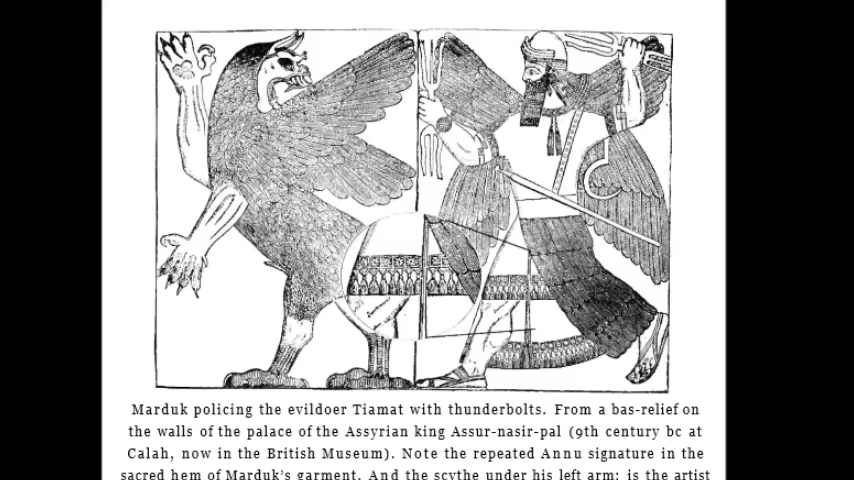 Marduk policing the evildoer Tiamat with thunderbolts. From a bas-relief on
the walls of the palace of the Assyrian king Assur-nasir-pal (9th century bc at
Calah, now in the British Museum). Note the repeated Annu signature in the
sacred hem of Marduk's garment. And the scythe under his left arm: is the artist